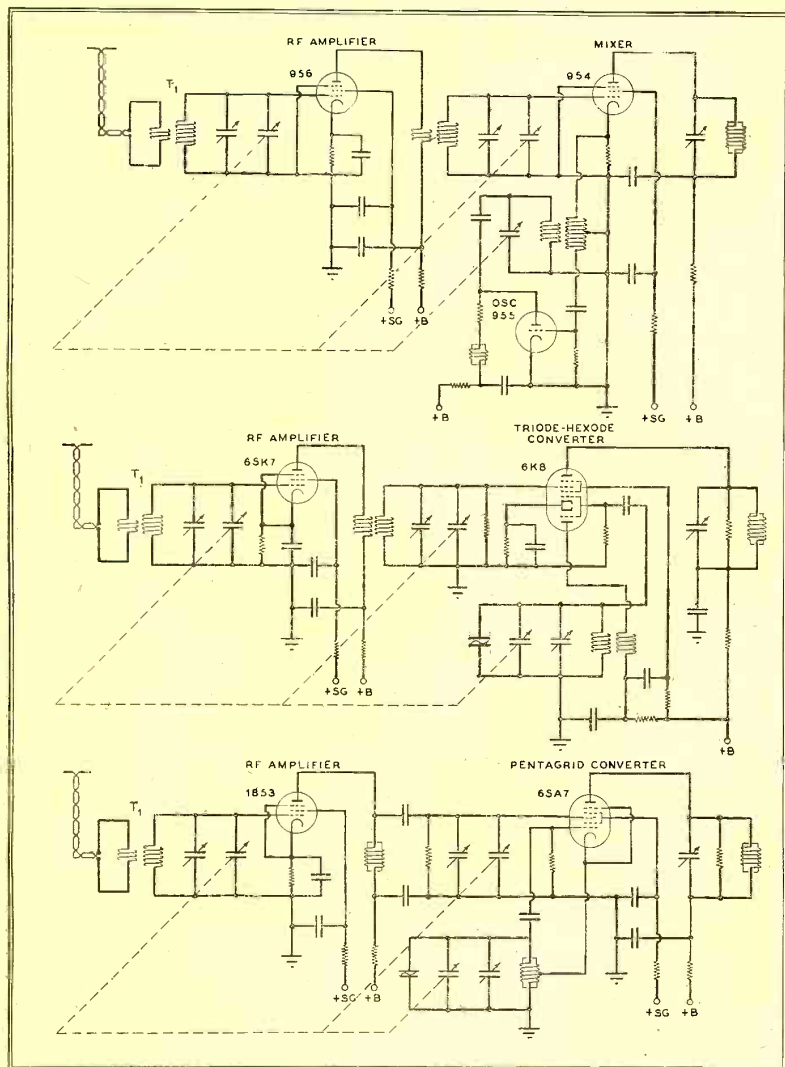 RF AMPLIFIER
MIXER
T1
956
954
OSC
955
+SG
+B
+B
+SG
+B
RF AMPLIFIER
TRIODE-HEXODE
CONVERTER
T1
6SK7
6K8
+SG
+B
+B
RF AMPLIFIER
PENTAGRID CONVERTER
T1
1853
6SA7
+SG
+B
+SG
+B